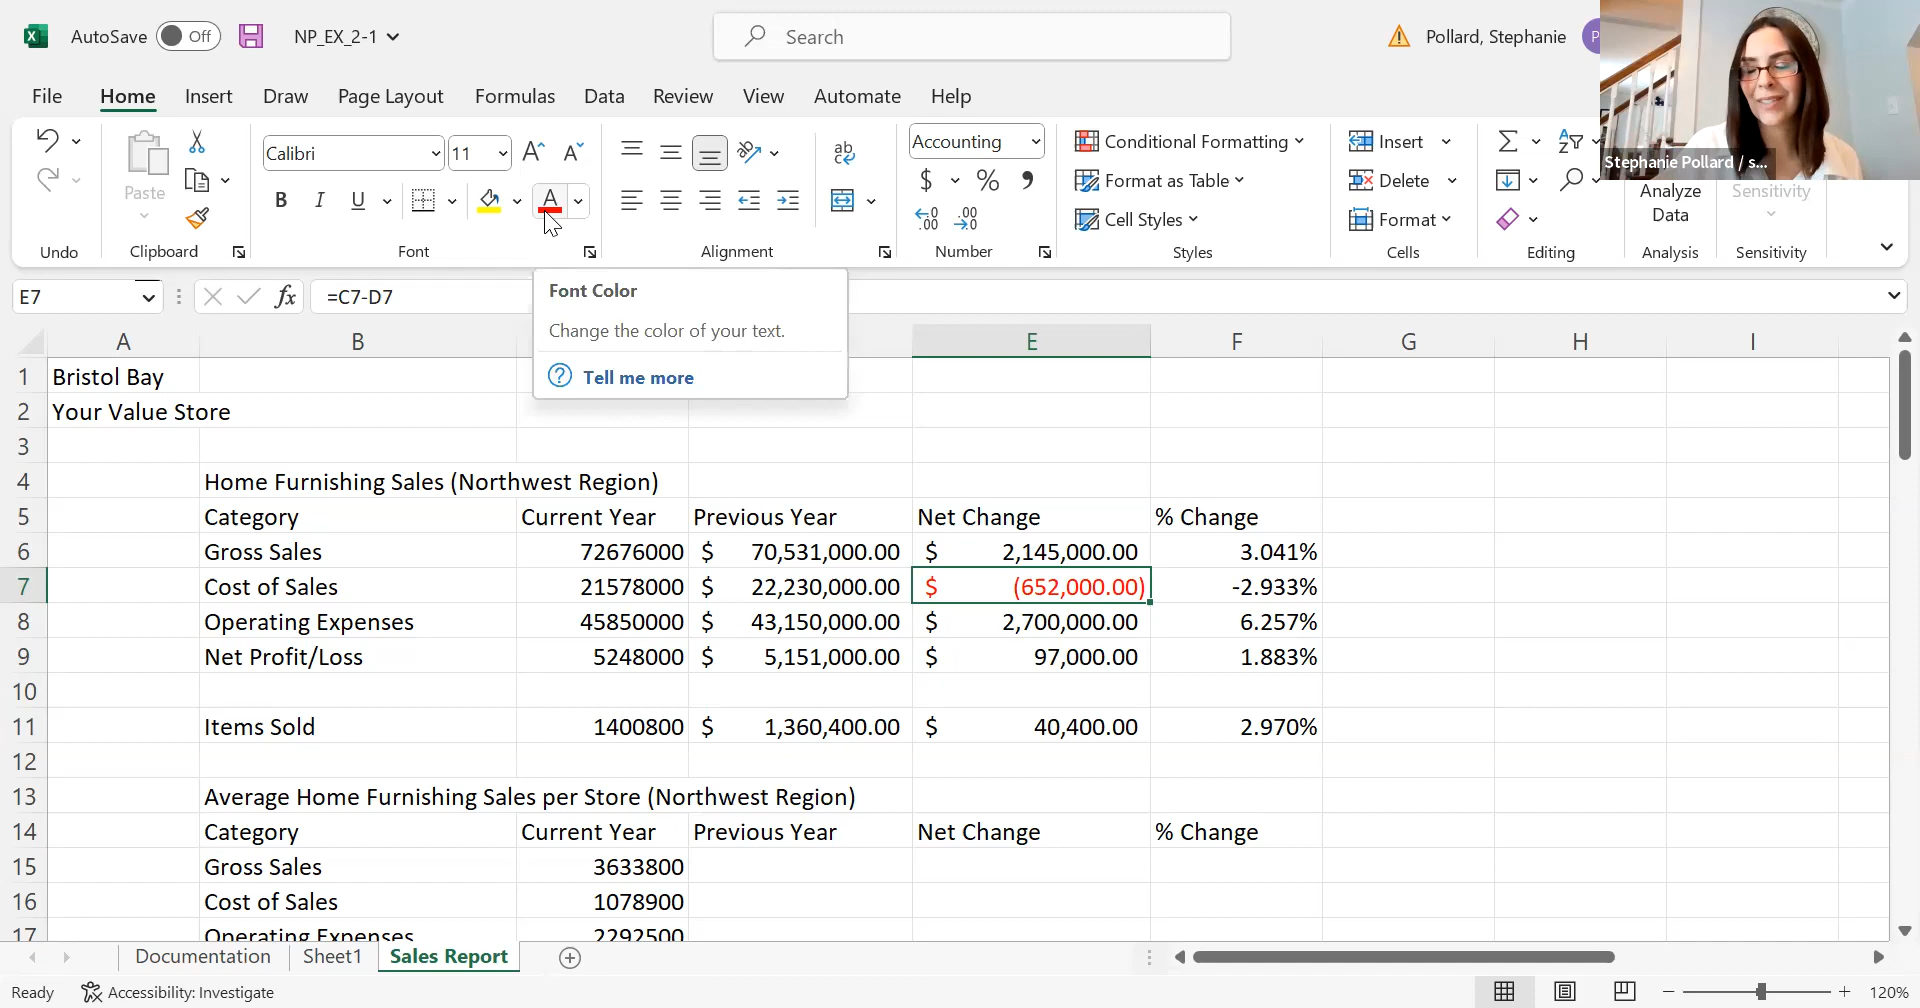 AutoSave Off NP_EX_2-1 Search Pollard, Stephanie P
File Home Insert Draw Page Layout Formulas Data Review View Automate Help
Stephanie Pollard / s...
Calibri 11 Accounting Conditional Formatting Insert
Paste B I U $ % , Format as Table Delete Analyze Data Sensitivity
Cell Styles Format
Undo Clipboard Font Alignment Number Styles Cells Editing Analysis Sensitivity
E7 fx =C7-D7
Font Color
Change the color of your text.
Tell me more
A B E F G H I
1 Bristol Bay
2 Your Value Store
3
4 Home Furnishing Sales (Northwest Region)
5 Category Current Year Previous Year Net Change % Change
6 Gross Sales 72676000 $ 70,531,000.00 $ 2,145,000.00 3.041%
7 Cost of Sales 21578000 $ 22,230,000.00 $ (652,000.00) -2.933%
8 Operating Expenses 45850000 $ 43,150,000.00 $ 2,700,000.00 6.257%
9 Net Profit/Loss 5248000 $ 5,151,000.00 $ 97,000.00 1.883%
10
11 Items Sold 1400800 $ 1,360,400.00 $ 40,400.00 2.970%
12
13 Average Home Furnishing Sales per Store (Northwest Region)
14 Category Current Year Previous Year Net Change % Change
15 Gross Sales 3633800
16 Cost of Sales 1078900
17 Operating Expenses 2292500
Documentation Sheet1 Sales Report
Ready Accessibility: Investigate 120%